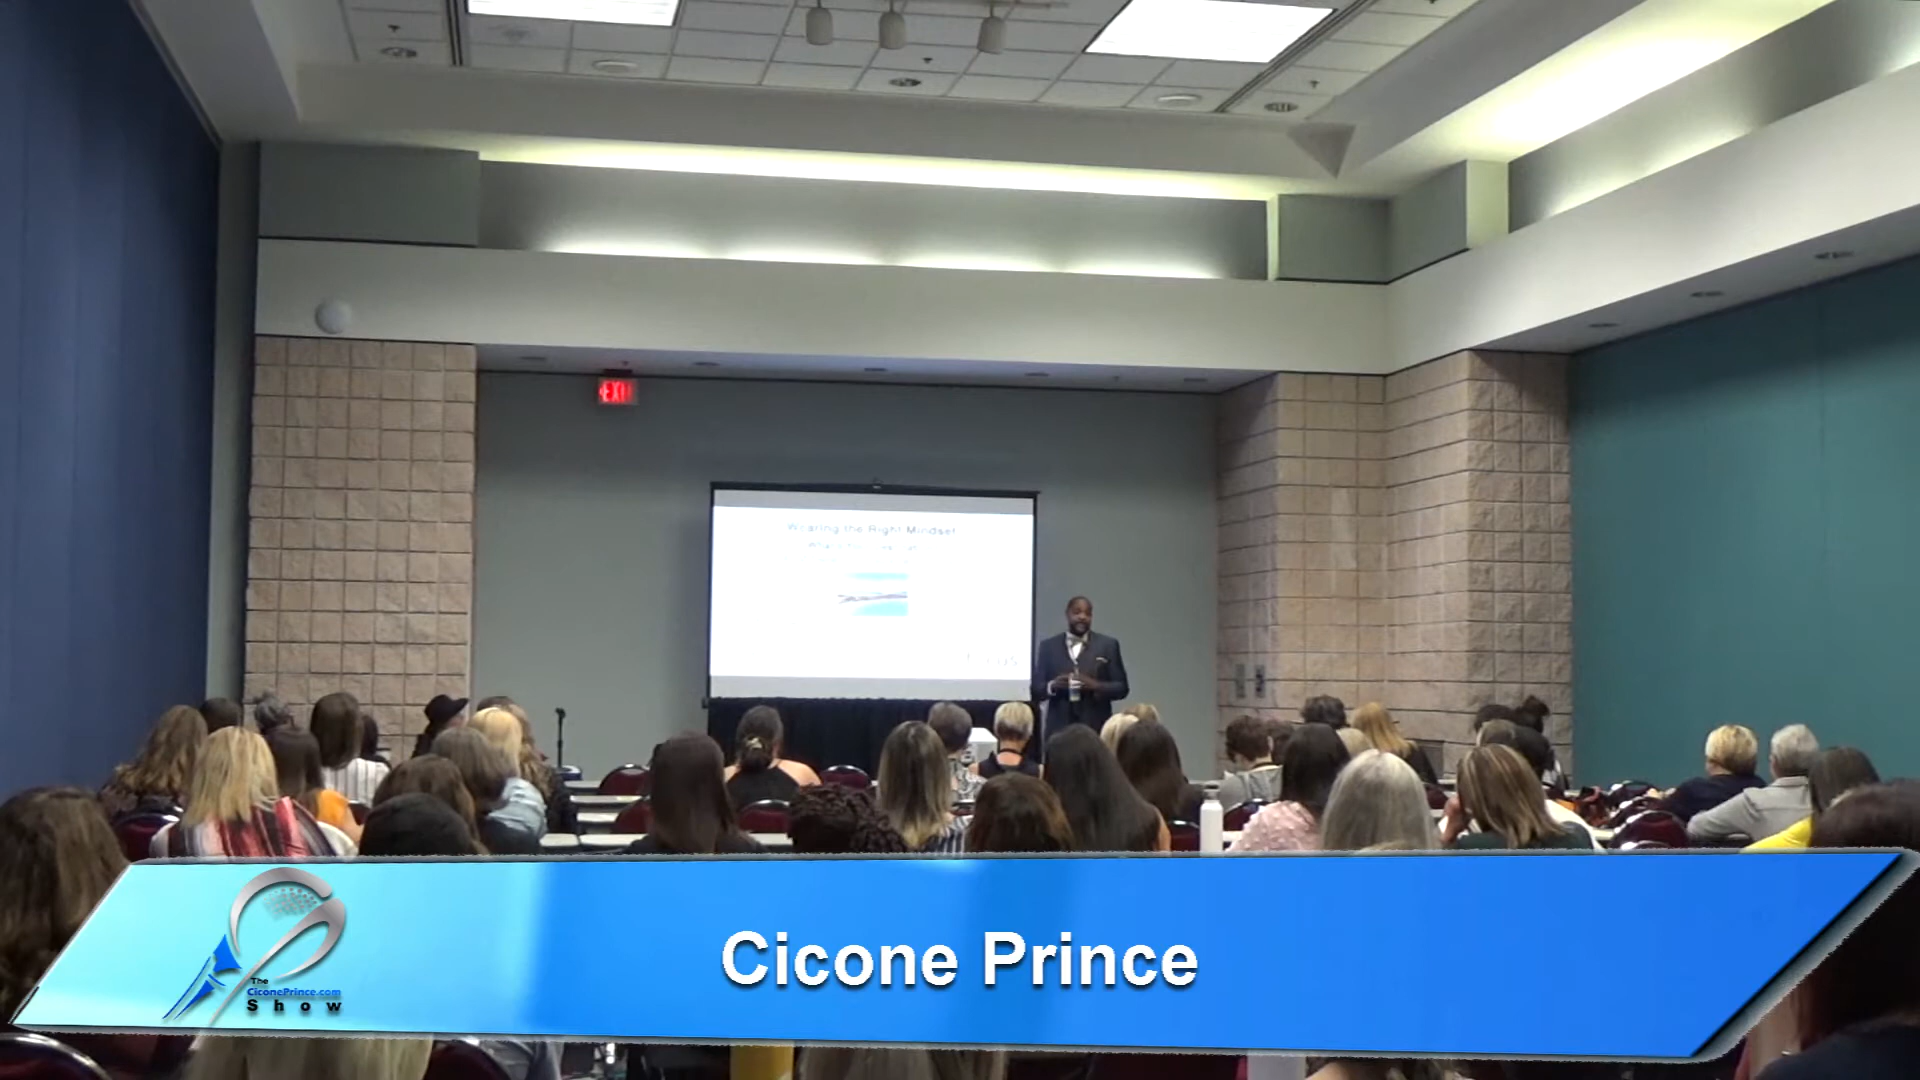 EXIT
Wearing the Right Mindset
The
CiconePrince.com
Show
Cicone Prince